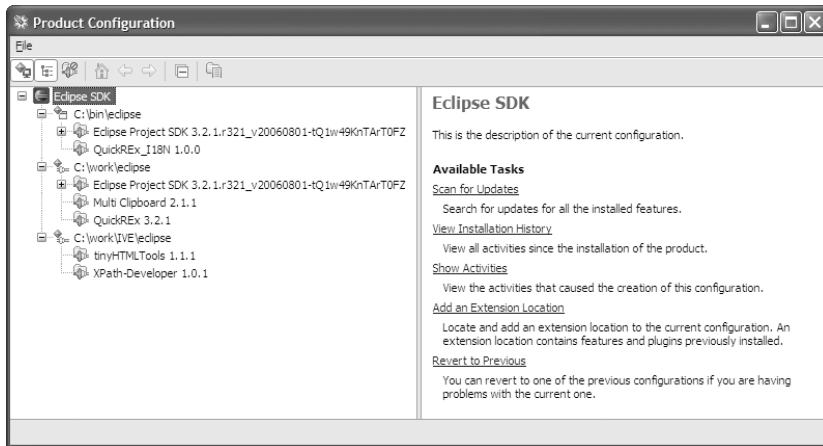 Product Configuration
File
Eclipse SDK
C:\bin\eclipse
Eclipse Project SDK 3.2.1.r321_v20060801-tQ1w49KnTArT0FZ
QuickREx_I18N 1.0.0
C:\work\eclipse
Eclipse Project SDK 3.2.1.r321_v20060801-tQ1w49KnTArT0FZ
Multi Clipboard 2.1.1
QuickREx 3.2.1
C:\work\IVE\eclipse
tinyHTMLTools 1.1.1
XPath-Developer 1.0.1
Eclipse SDK
This is the description of the current configuration.
Available Tasks
Scan for Updates
Search for updates for all the installed features.
View Installation History
View all activities since the installation of the product.
Show Activities
View the activities that caused the creation of this configuration.
Add an Extension Location
Locate and add an extension location to the current configuration. An
extension location contains features and plugins previously installed.
Revert to Previous
You can revert to one of the previous configurations if you are having
problems with the current one.